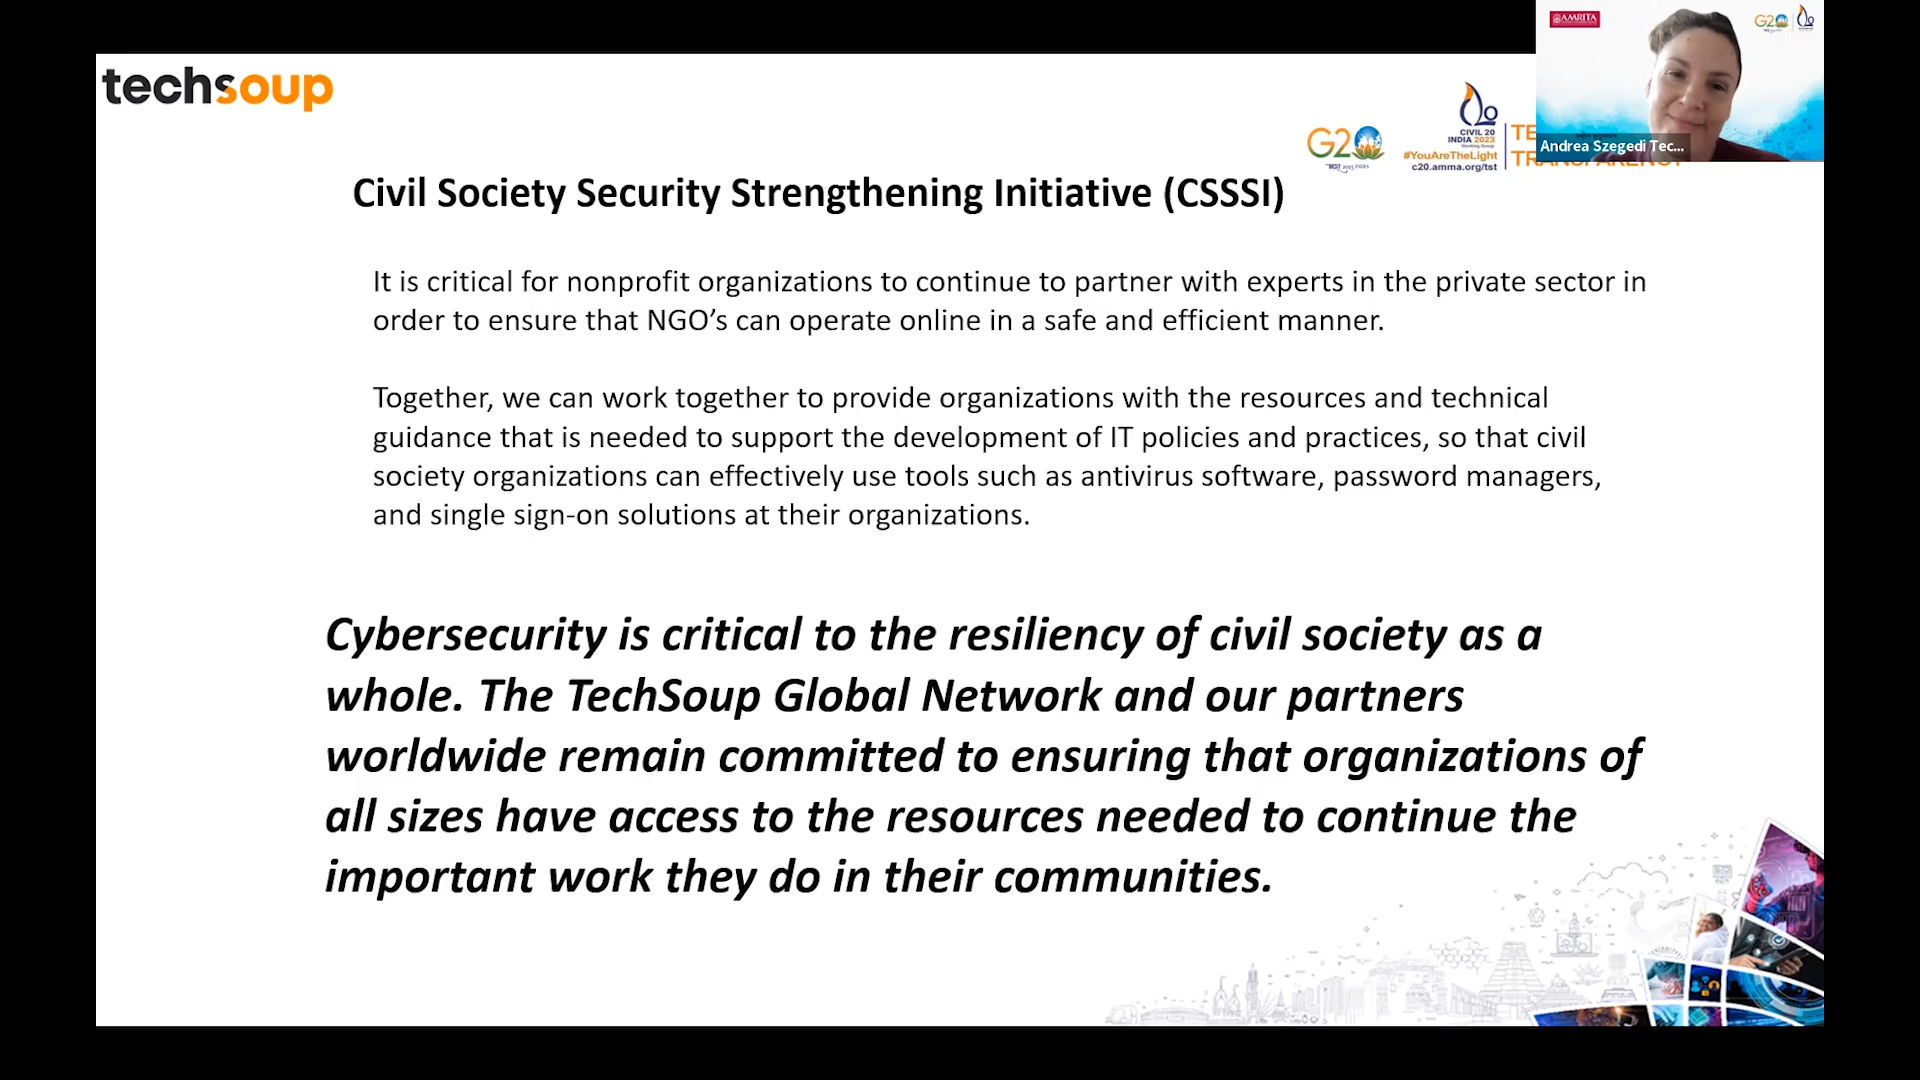 AMRITA
G20
techsoup
Andrea Szegedi Tec...
G20
CIVIL 20
INDIA 2023
Working Group
#YouAreTheLight
c20.amma.org/tst
TE
TRANSPARENCY
Civil Society Security Strengthening Initiative (CSSSI)
It is critical for nonprofit organizations to continue to partner with experts in the private sector in
order to ensure that NGO’s can operate online in a safe and efficient manner.
Together, we can work together to provide organizations with the resources and technical
guidance that is needed to support the development of IT policies and practices, so that civil
society organizations can effectively use tools such as antivirus software, password managers,
and single sign-on solutions at their organizations.
Cybersecurity is critical to the resiliency of civil society as a
whole. The TechSoup Global Network and our partners
worldwide remain committed to ensuring that organizations of
all sizes have access to the resources needed to continue the
important work they do in their communities.